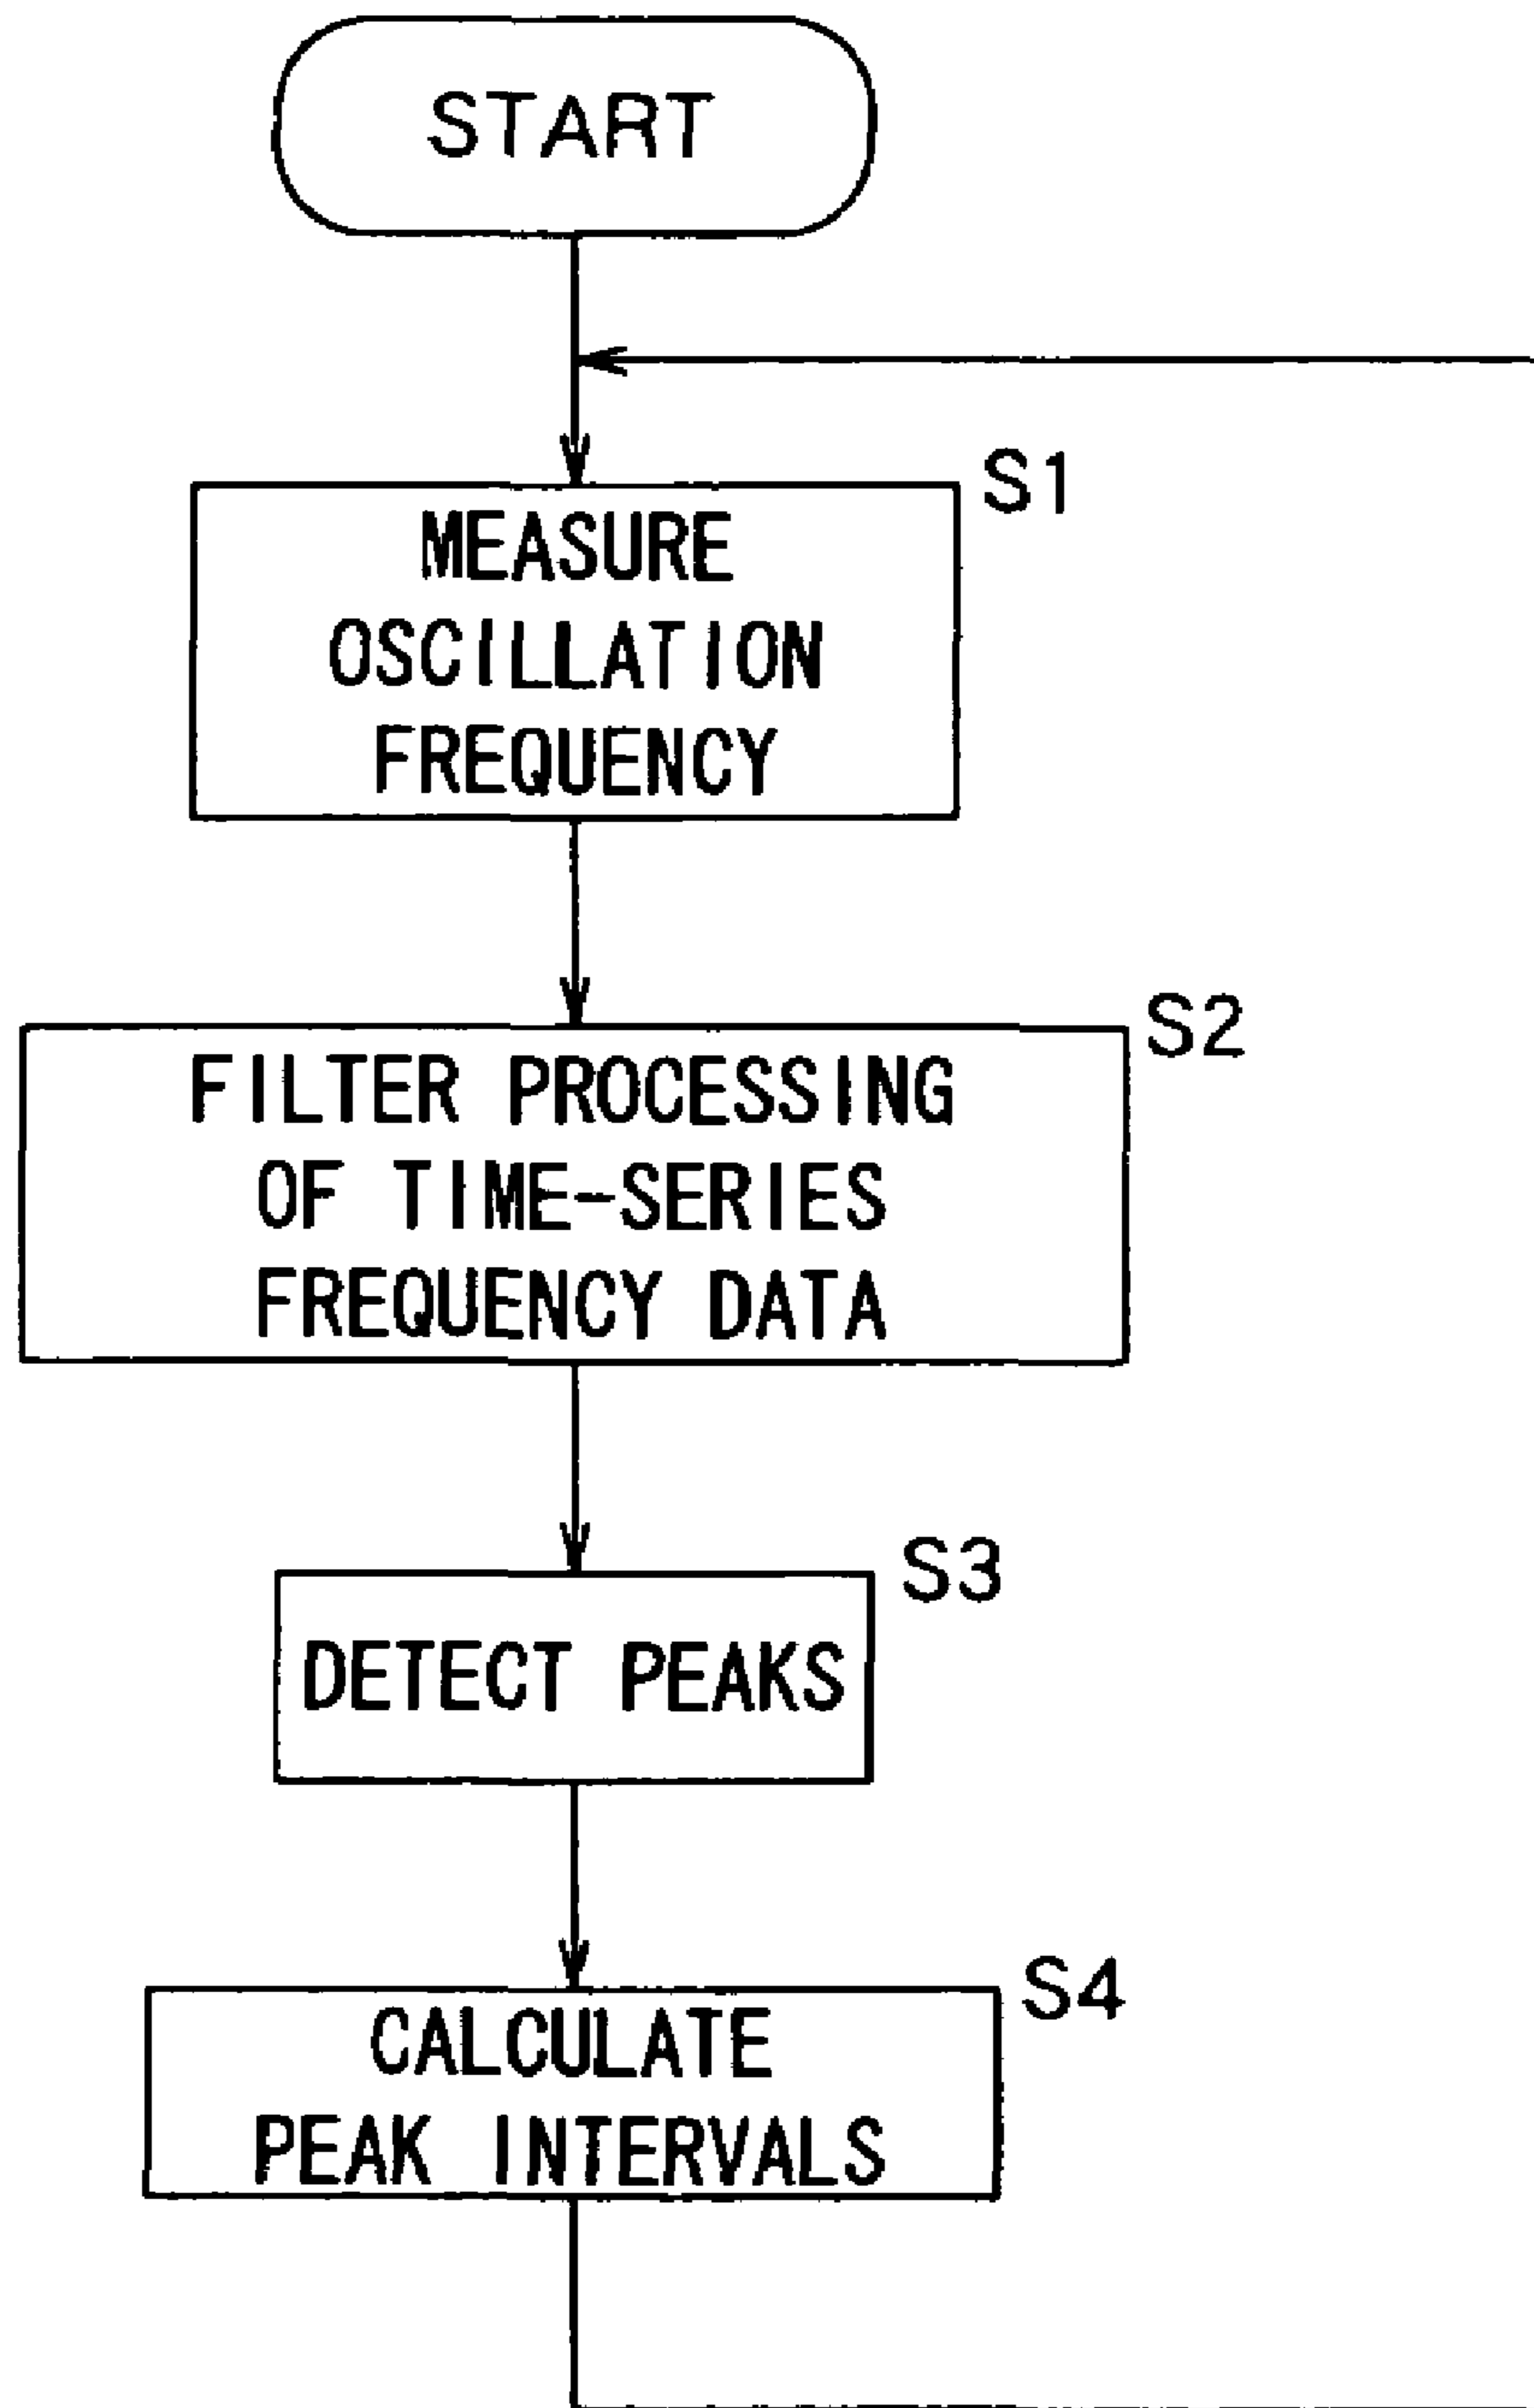 START
S1
MEASURE
OSCILLATION
FREQUENCY
S2
FILTER PROCESSING
OF TIME-SERIES
FREQUENCY DATA
S3
DETECT PEAKS
S4
CALCULATE
PEAK INTERVALS